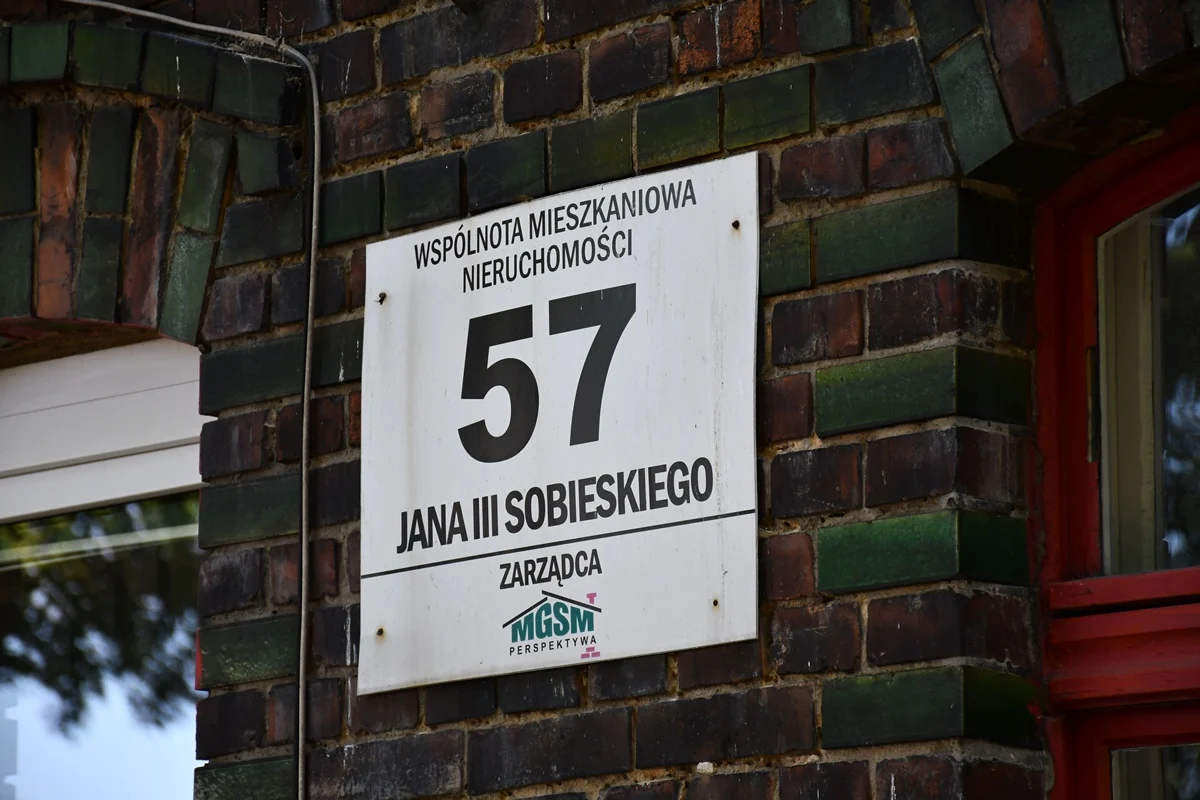 WSPÓLNOTA MIESZKANIOWA
NIERUCHOMOŚCI
57
JANA III SOBIESKIEGO
ZARZĄDCA
MGSM
PERSPEKTYWA